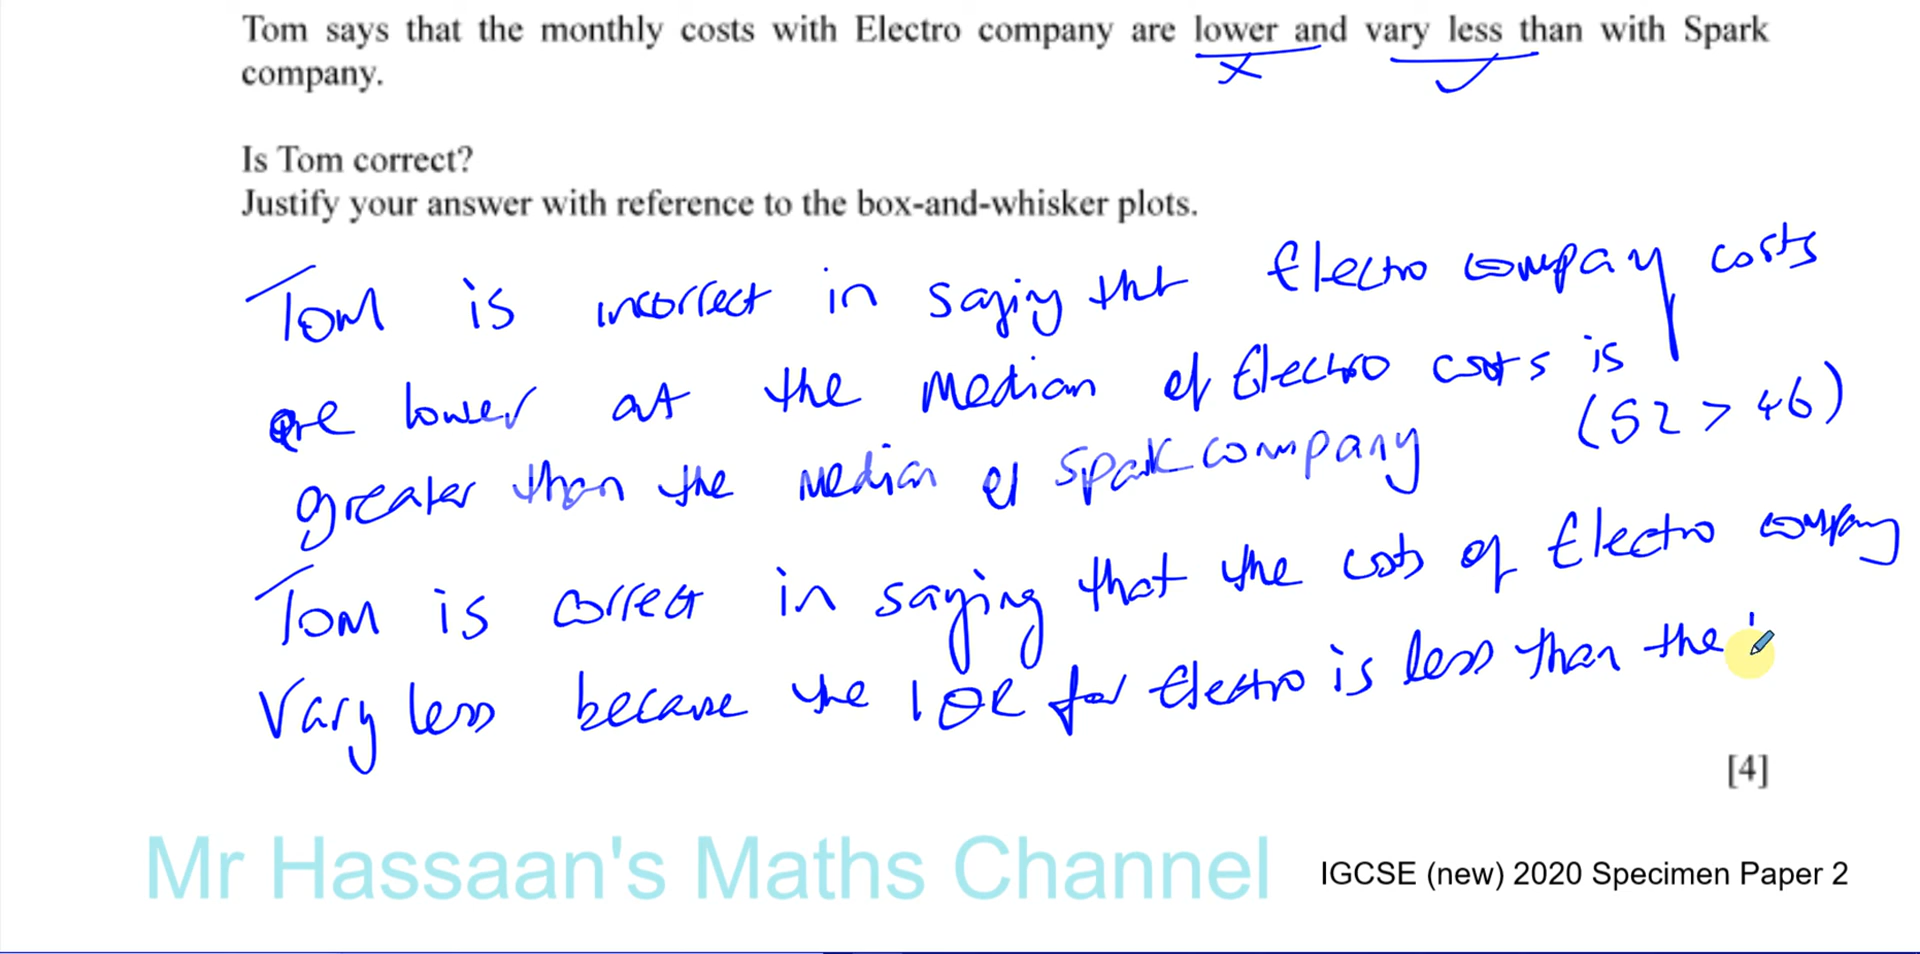 Tom says that the monthly costs with Electro company are lower and vary less than with Spark
company.
Is Tom correct?
Justify your answer with reference to the box-and-whisker plots.
Tom is incorrect in saying that Electro company costs
are lower as the median of Electro costs is
greater than the median of Spark company (52 > 46)
Tom is correct in saying that the costs of Electro company
vary less because the IQR for Electro is less than the
[4]
Mr Hassaan's Maths Channel
IGCSE (new) 2020 Specimen Paper 2